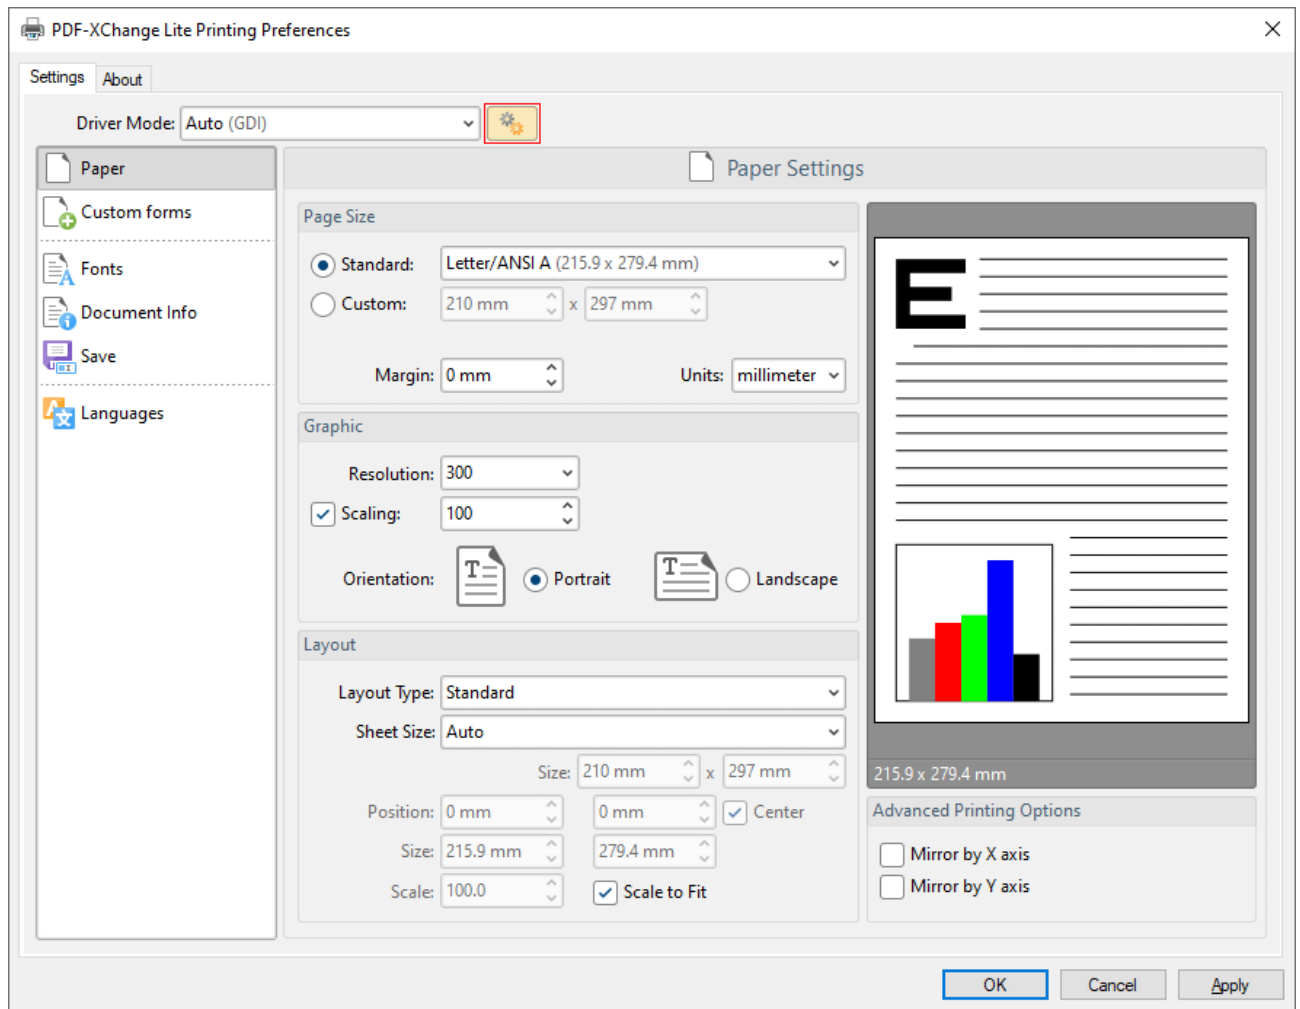 PDF-XChange Lite Printing Preferences
Settings About
Driver Mode: Auto (GDI)
Paper
Custom forms
Fonts
Document Info
Save
Languages
Paper Settings
Page Size
Standard: Letter/ANSI A (215.9 x 279.4 mm)
Custom: 210 mm x 297 mm
Margin: 0 mm Units: millimeter
Graphic
Resolution: 300
Scaling: 100
Orientation: T Portrait T Landscape
Layout
Layout Type: Standard
Sheet Size: Auto
Size: 210 mm x 297 mm
Position: 0 mm 0 mm Center
Size: 215.9 mm 279.4 mm
Scale: 100.0 Scale to Fit
E
215.9 x 279.4 mm
Advanced Printing Options
Mirror by X axis
Mirror by Y axis
OK Cancel Apply